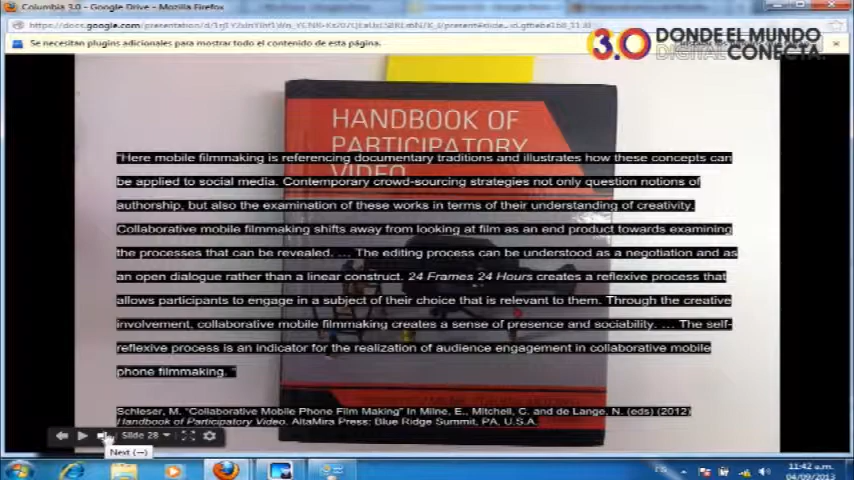 Columbia 3.0 - Google Drive - Mozilla Firefox
Se necesitan plugins adicionales para mostrar todo el contenido de esta página.
3.0 DONDE EL MUNDO
DIGITAL CONECTA.
HANDBOOK OF
PARTICIPATORY
VIDEO
"Here mobile filmmaking is referencing documentary traditions and illustrates how these concepts can
be applied to social media. Contemporary crowd-sourcing strategies not only question notions of
authorship, but also the examination of these works in terms of their understanding of creativity.
Collaborative mobile filmmaking shifts away from looking at film as an end product towards examining
the processes that can be revealed. ... The editing process can be understood as a negotiation and as
an open dialogue rather than a linear construct. 24 Frames 24 Hours creates a reflexive process that
allows participants to engage in a subject of their choice that is relevant to them. Through the creative
involvement, collaborative mobile filmmaking creates a sense of presence and sociability. ... The self-
reflexive process is an indicator for the realization of audience engagement in collaborative mobile
phone filmmaking. "
Schleser, M. "Collaborative Mobile Phone Film Making" In Milne, E., Mitchell, C. and de Lange, N. (eds) (2012)
Handbook of Participatory Video. AltaMira Press: Blue Ridge Summit, PA, U.S.A.
Slide 28
Next (→)
11:42 a.m.
04/09/2013